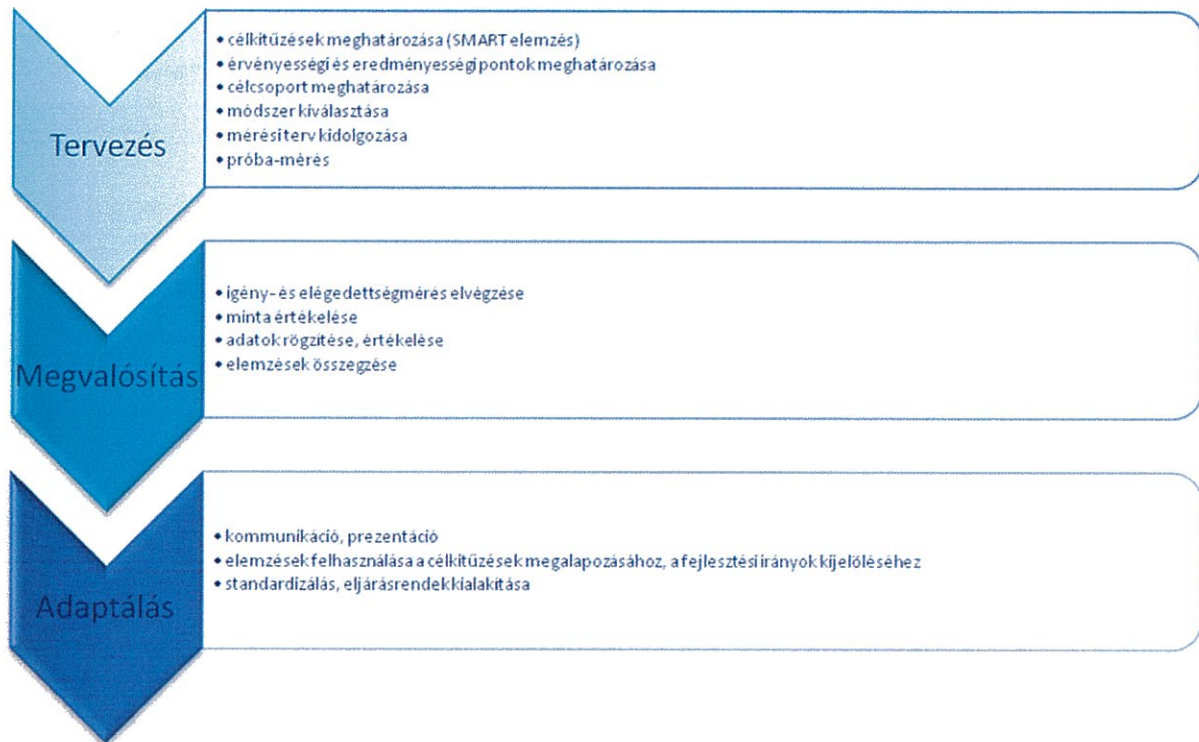 Tervezés
• célkitűzések meghatározása (SMART elemzés)
• érvényességi és eredményességi pontok meghatározása
• célcsoport meghatározása
• módszer kiválasztása
• mérési terv kidolgozása
• próba-mérés
Megvalósítás
• igény- és elégedettségmérés elvégzése
• minta értékelése
• adatok rögzítése, értékelése
• elemzések összegzése
Adaptálás
• kommunikáció, prezentáció
• elemzések felhasználása a célkitűzések megalapozásához, a fejlesztési irányok kijelöléséhez
• standardizálás, eljárásrendek kialakítása